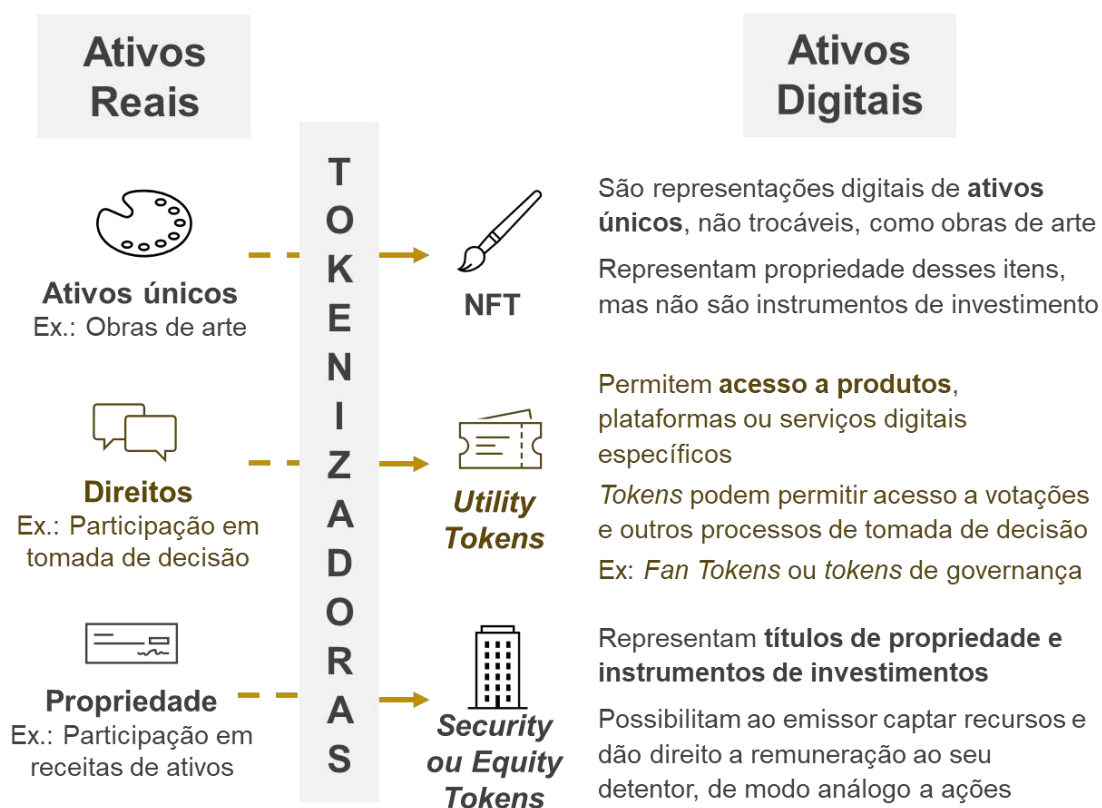 Ativos
Reais
Ativos
Digitais
T
O
K
E
N
I
Z
A
D
O
R
A
S
Ativos únicos
Ex.: Obras de arte
NFT
São representações digitais de ativos
únicos, não trocáveis, como obras de arte
Representam propriedade desses itens,
mas não são instrumentos de investimento
Direitos
Ex.: Participação em
tomada de decisão
Utility
Tokens
Permitem acesso a produtos,
plataformas ou serviços digitais
específicos
Tokens podem permitir acesso a votações
e outros processos de tomada de decisão
Ex: Fan Tokens ou tokens de governança
Propriedade
Ex.: Participação em
receitas de ativos
Security
ou Equity
Tokens
Representam títulos de propriedade e
instrumentos de investimentos
Possibilitam ao emissor captar recursos e
dão direito a remuneração ao seu
detentor, de modo análogo a ações